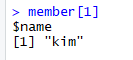 > member[1]
$name
[1] "kim"